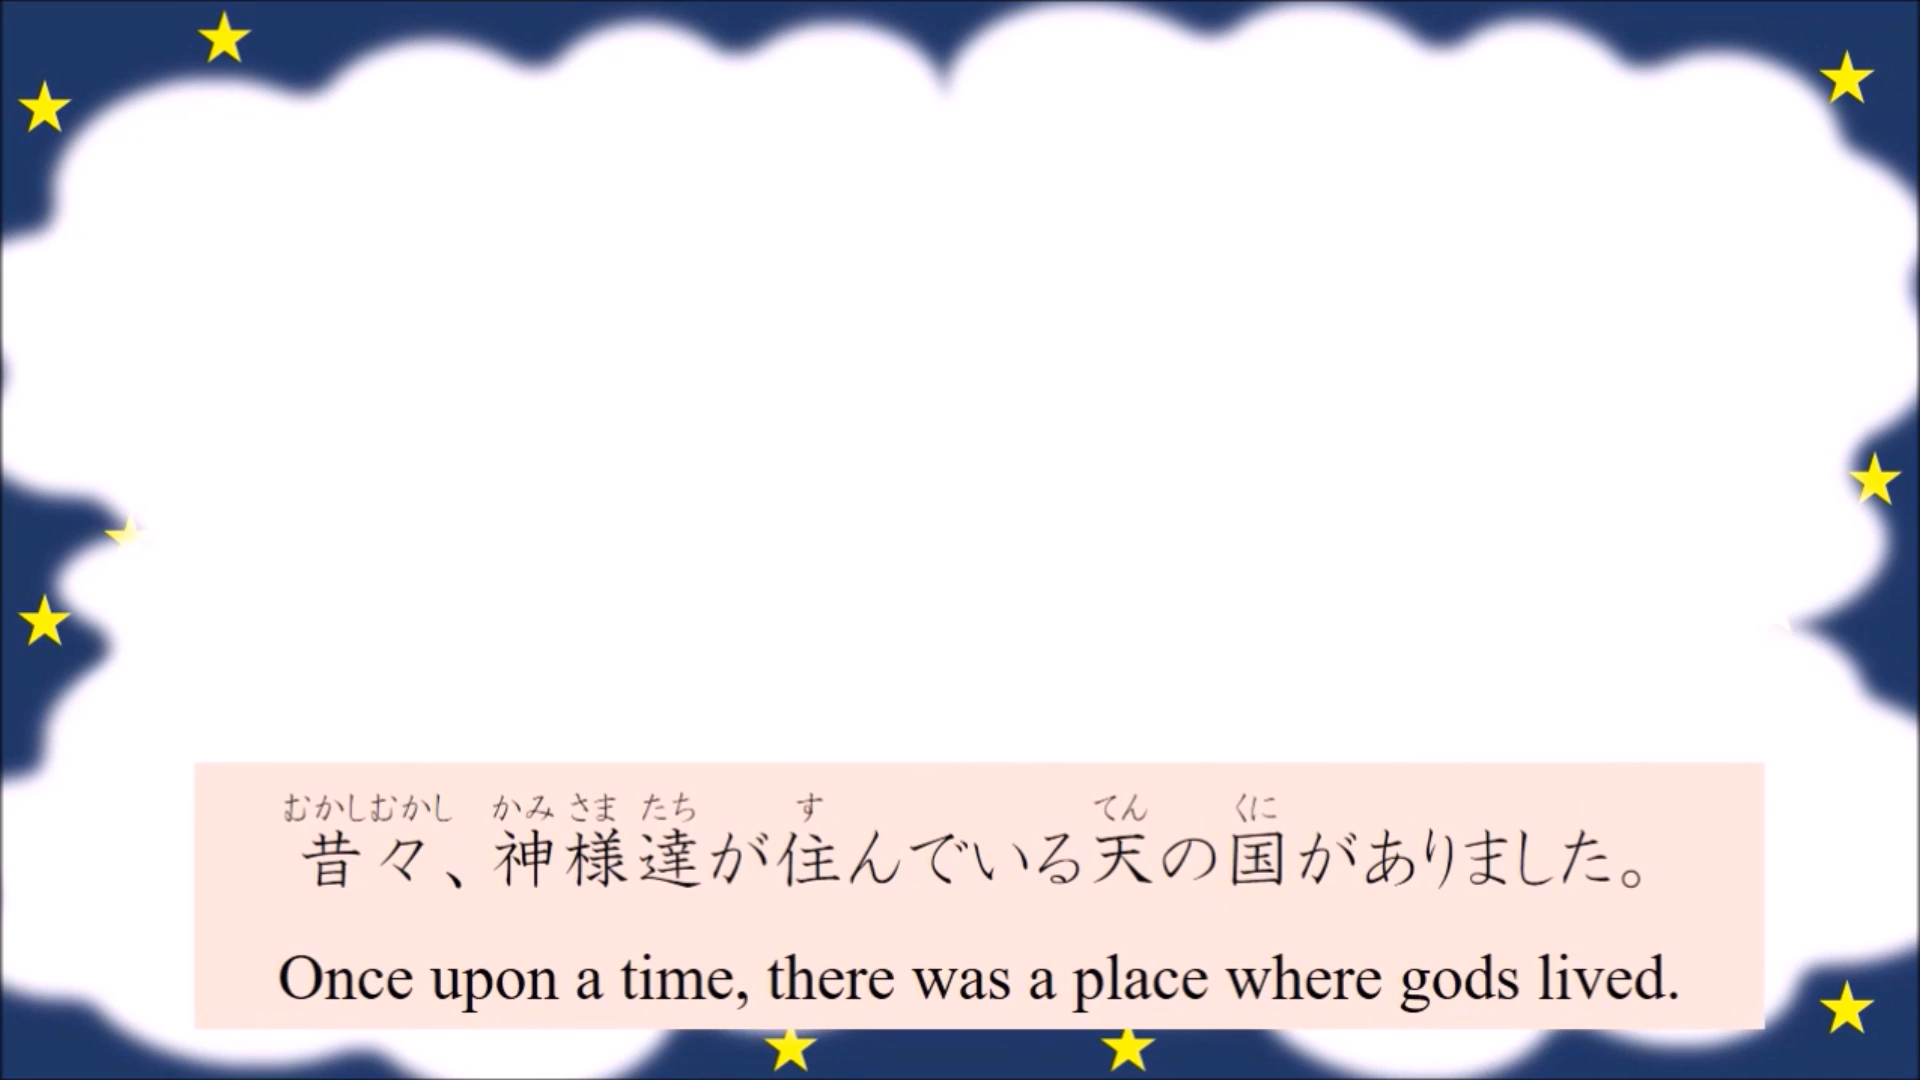 むかしむかし かみ さま たち す てん くに
昔々、神様達が住んでいる天の国がありました。
Once upon a time, there was a place where gods lived.